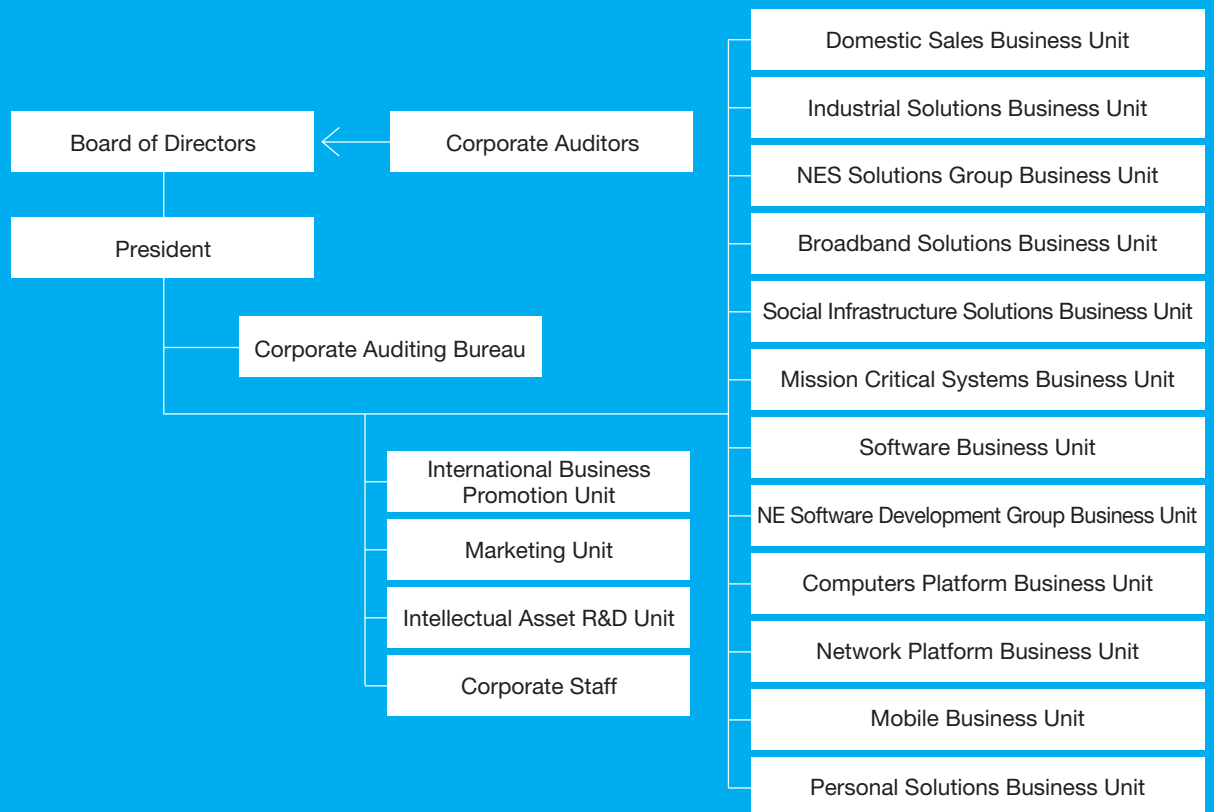 Board of Directors
Corporate Auditors
President
Corporate Auditing Bureau
International Business
Promotion Unit
Marketing Unit
Intellectual Asset R&D Unit
Corporate Staff
Domestic Sales Business Unit
Industrial Solutions Business Unit
NES Solutions Group Business Unit
Broadband Solutions Business Unit
Social Infrastructure Solutions Business Unit
Mission Critical Systems Business Unit
Software Business Unit
NE Software Development Group Business Unit
Computers Platform Business Unit
Network Platform Business Unit
Mobile Business Unit
Personal Solutions Business Unit